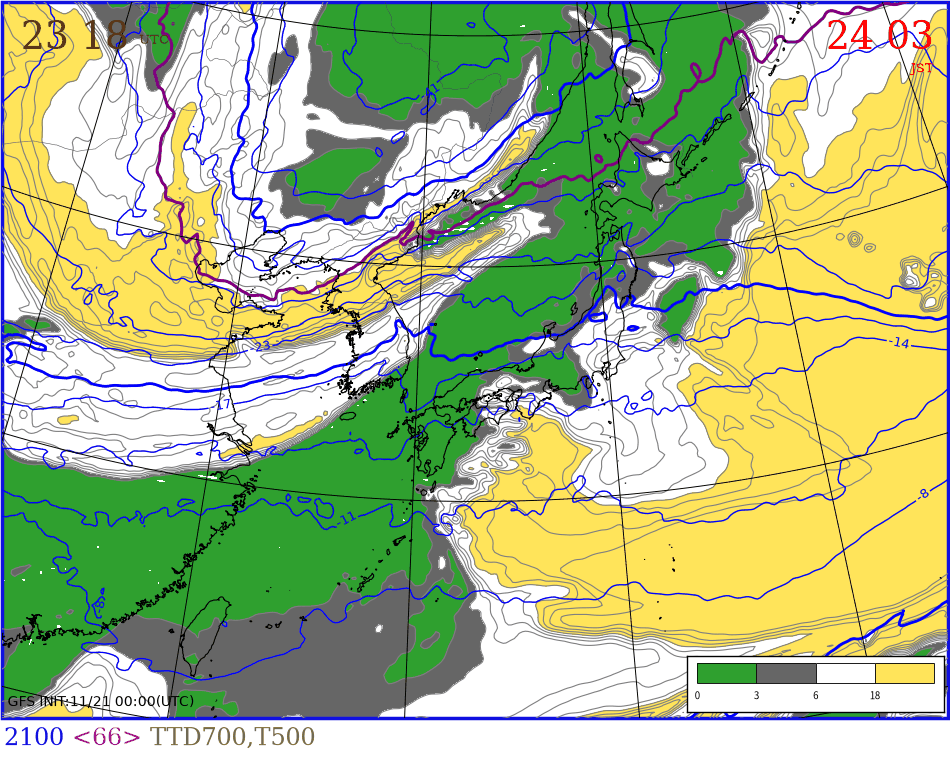 23 18 UTC
24 03
JST
-23
-17
-14
-11
-8
-8
GFS INIT:11/21 00:00(UTC)
0 3 6 18
2100 <66> TTD700,T500